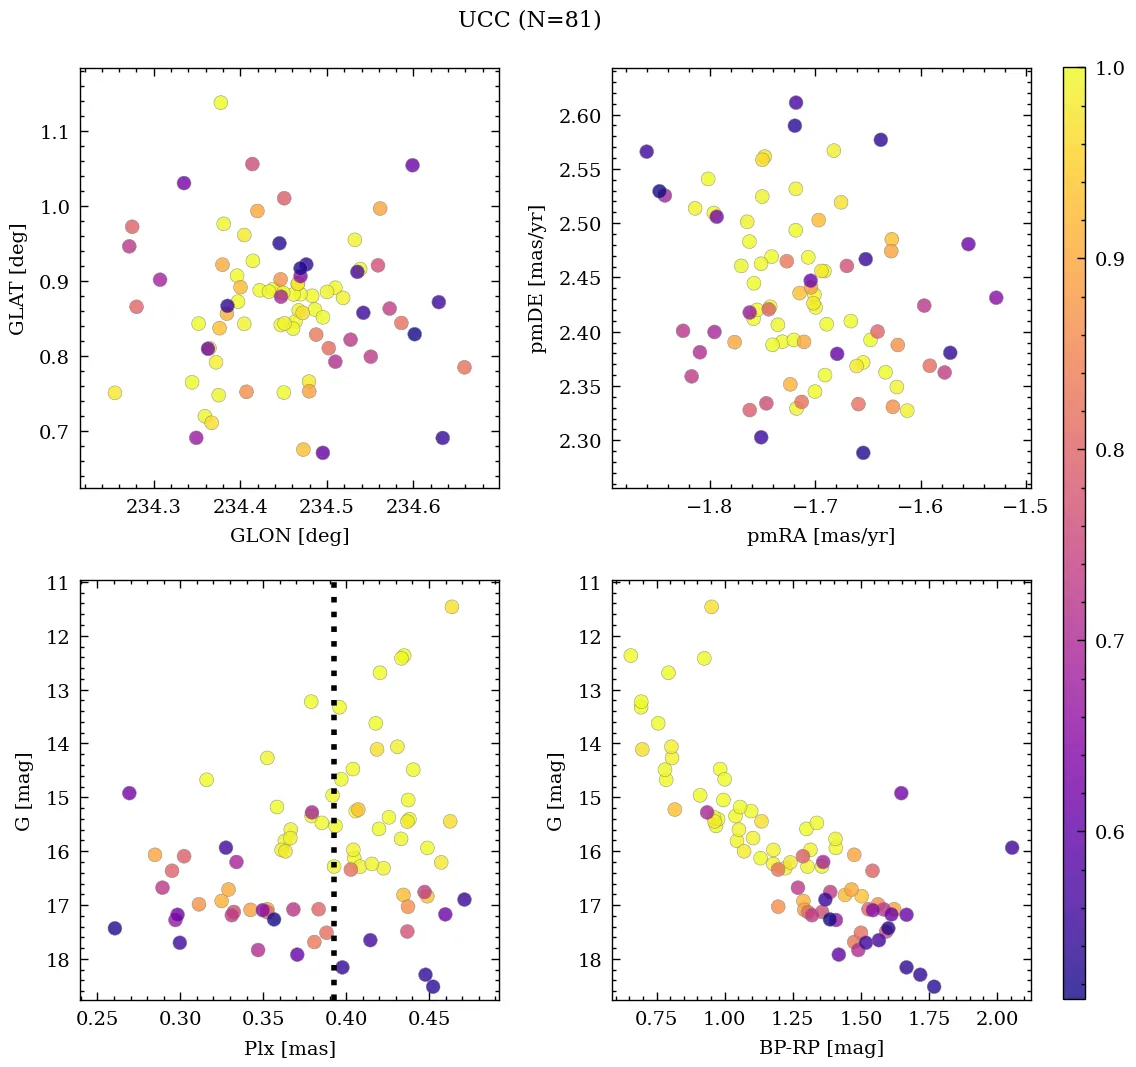 UCC (N=81)
1.1
1.0
0.9
0.8
0.7
GLAT [deg]
234.3 234.4 234.5 234.6
GLON [deg]
2.60
2.55
2.50
2.45
2.40
2.35
2.30
pmDE [mas/yr]
−1.8 −1.7 −1.6 −1.5
pmRA [mas/yr]
1.0
0.9
0.8
0.7
0.6
11
12
13
14
15
16
17
18
G [mag]
0.25 0.30 0.35 0.40 0.45
Plx [mas]
11
12
13
14
15
16
17
18
G [mag]
0.75 1.00 1.25 1.50 1.75 2.00
BP-RP [mag]